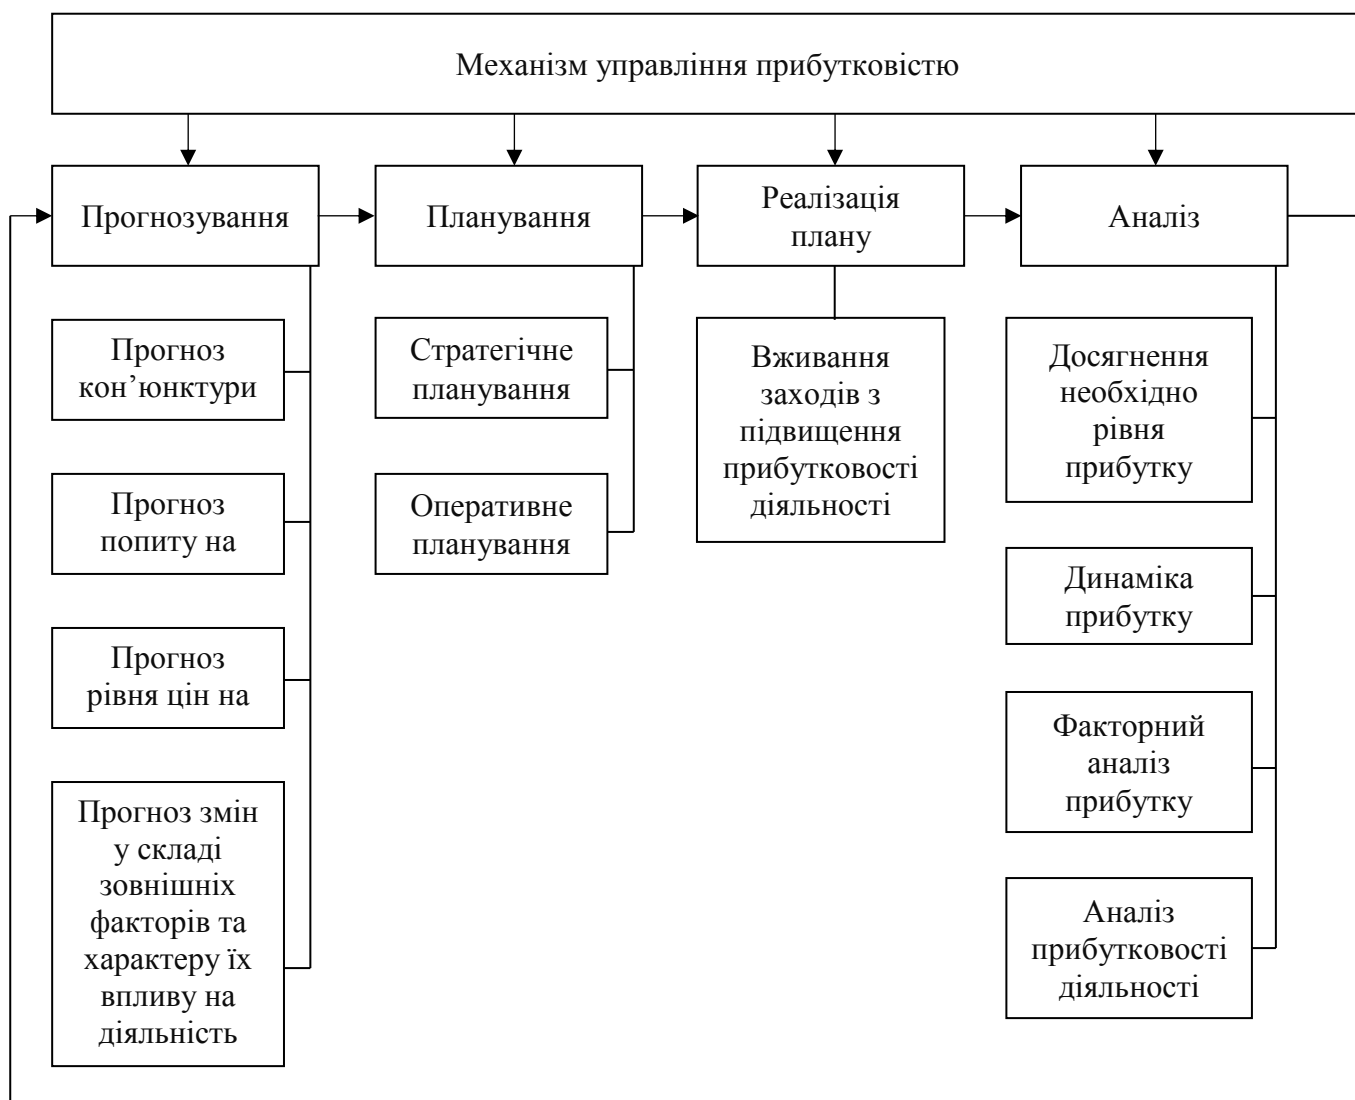 Механізм управління прибутковістю
Прогнозування
Планування
Реалізація
плану
Аналіз
Прогноз
кон’юнктури
Прогноз
попиту на
Прогноз
рівня цін на
Прогноз змін
у складі
зовнішніх
факторів та
характеру їх
впливу на
діяльність
Стратегічне
планування
Оперативне
планування
Вживання
заходів з
підвищення
прибутковості
діяльності
Досягнення
необхідно
рівня
прибутку
Динаміка
прибутку
Факторний
аналіз
прибутку
Аналіз
прибутковості
діяльності